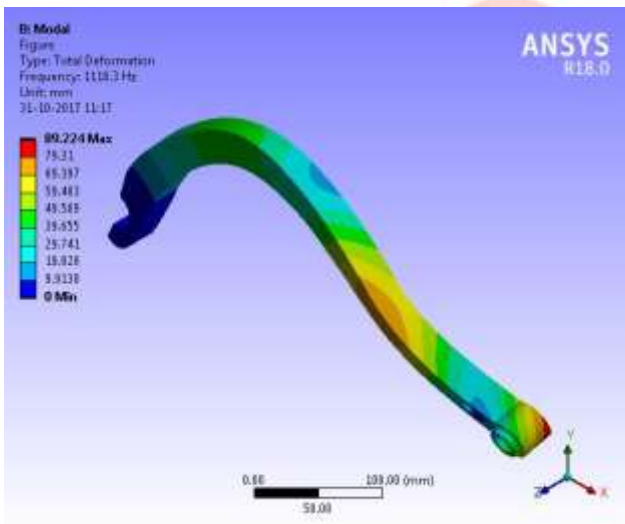 B: Modal
Figure
Type: Total Deformation
Frequency: 1118.3 Hz
Unit: mm
31-10-2017 11:17
ANSYS
R18.0
89.224 Max
79.31
69.397
59.483
49.569
39.655
29.741
19.828
9.9138
0 Min
0.00
100.00 (mm)
50.00
Y
Z
X